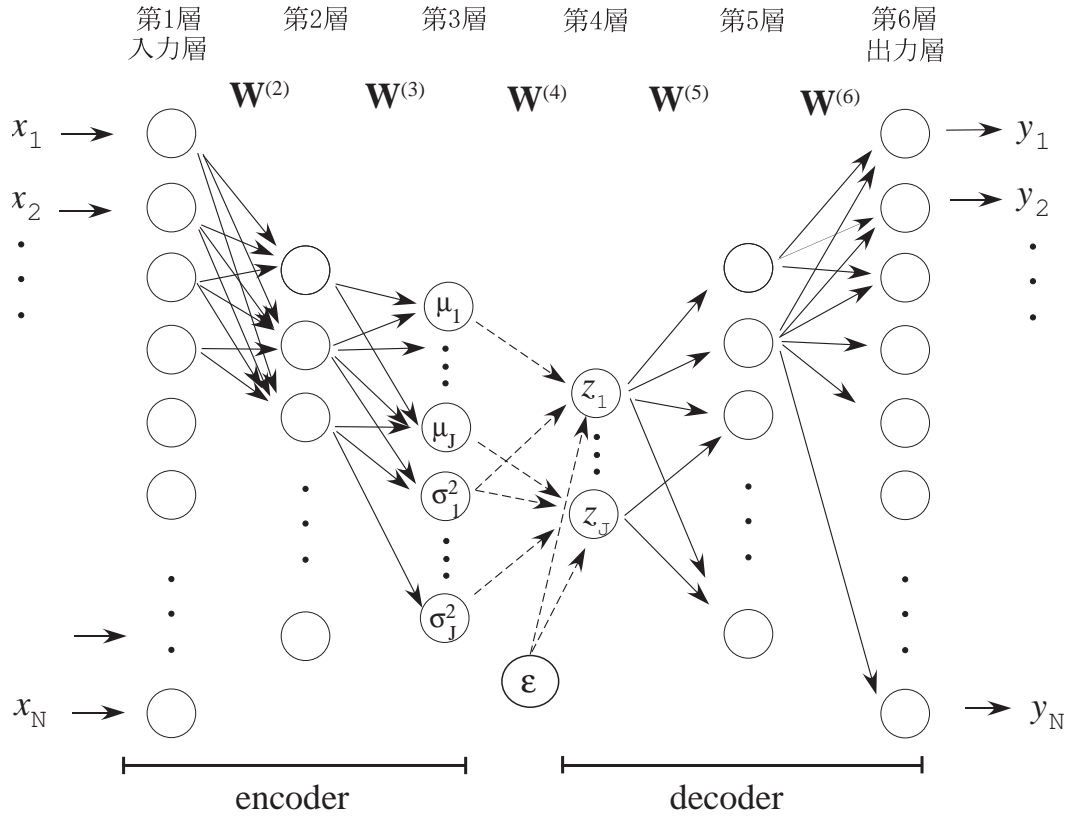 第1層 第2層 第3層 第4層 第5層 第6層
入力層 出力層
W(2) W(3) W(4) W(5) W(6)
x1 y1
x2 y2
μ1
z1
μJ
σ21
zJ
σ2J
ε
xN yN
encoder decoder